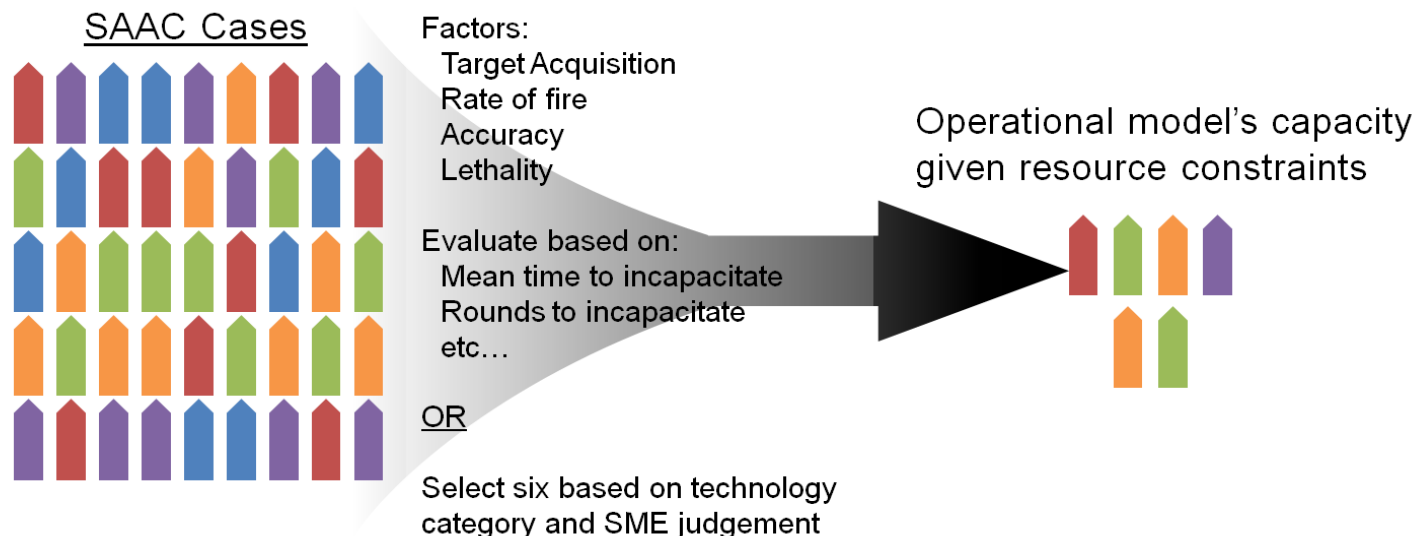 SAAC Cases
Factors:
Target Acquisition
Rate of fire
Accuracy
Lethality
Evaluate based on:
Mean time to incapacitate
Rounds to incapacitate
etc…
OR
Select six based on technology
category and SME judgement
Operational model’s capacity
given resource constraints